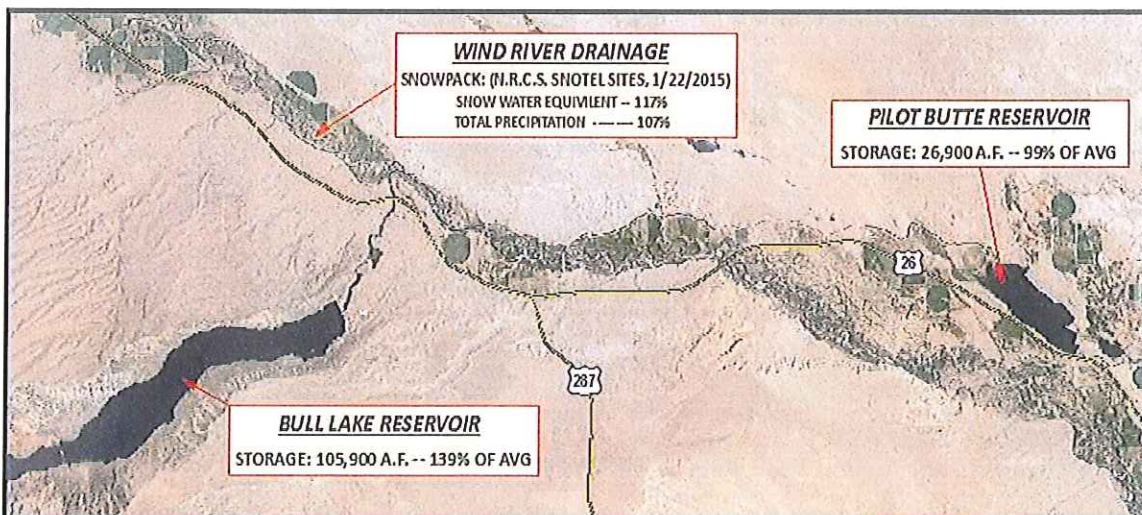 WIND RIVER DRAINAGE
SNOWPACK: (N.R.C.S. SNOTEL SITES, 1/22/2015)
SNOW WATER EQUIVILENT -- 117%
TOTAL PRECIPITATION ------ 107%
PILOT BUTTE RESERVOIR
STORAGE: 26,900 A.F. -- 99% OF AVG
26
287
BULL LAKE RESERVOIR
STORAGE: 105,900 A.F. -- 139% OF AVG